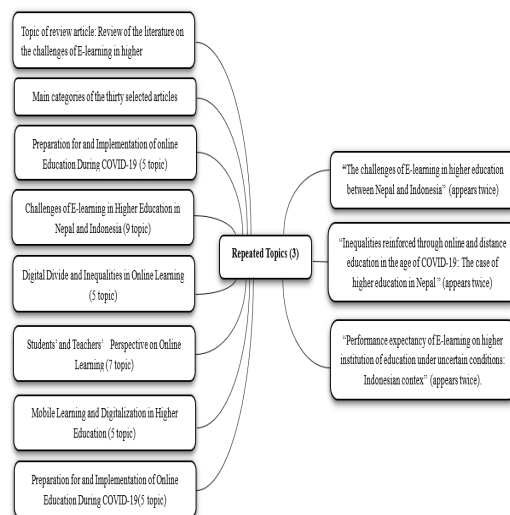 Topic of review article: Review of the literature on
the challenges of E-learning in higher
Main categories of the thirty selected articles
Preparation for and Implementation of online
Education During COVID-19 (5 topic)
Challenges of E-learning in Higher Education in
Nepal and Indonesia (9 topic)
Digital Divide and Inequalities in Online Learning
(5 topic)
Students' and Teachers' Perspective on Online
Learning (7 topic)
Mobile Learning and Digitalization in Higher
Education (5 topic)
Preparation for and Implementation of Online
Education During COVID-19(5 topic)
Repeated Topics (3)
“The challenges of E-learning in higher education
between Nepal and Indonesia” (appears twice)
“Inequalities reinforced through online and distance
education in the age of COVID-19: The case of
higher education in Nepal ” (appears twice)
“Performance expectancy of E-learning on higher
institution of education under uncertain conditions:
Indonesian contex” (appears twice).